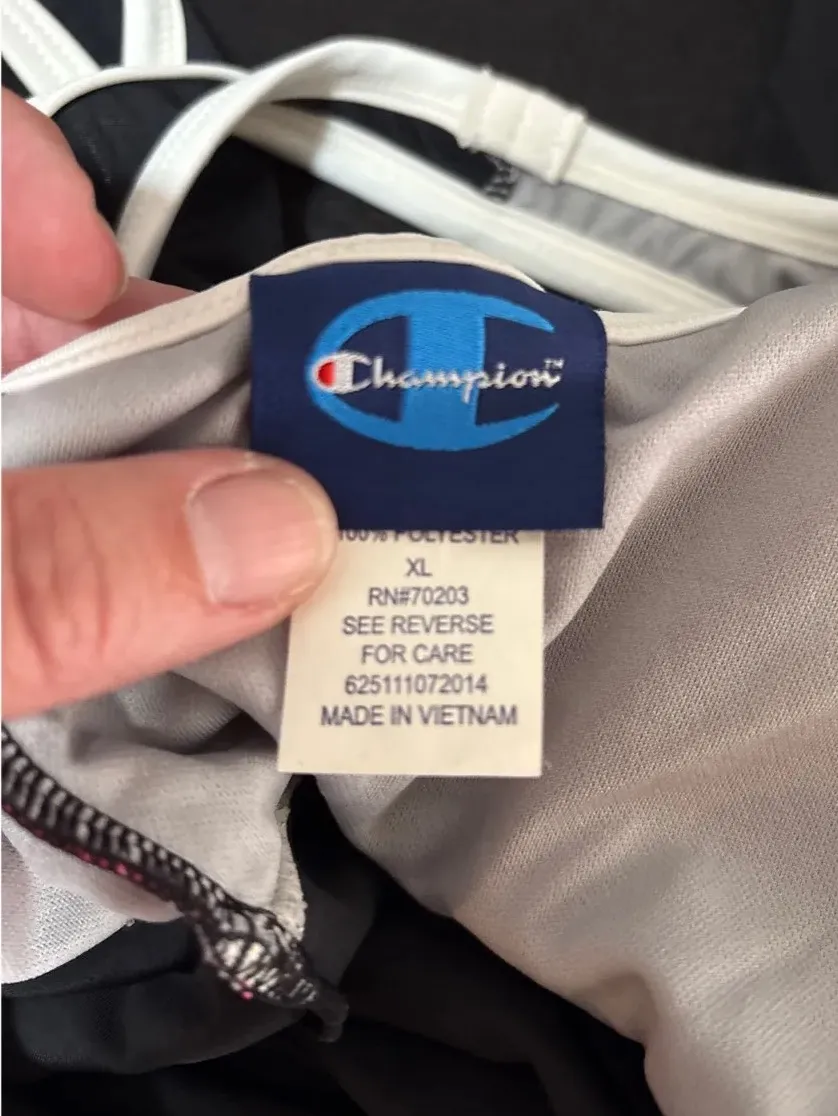 Champion™
100% POLYESTER
XL
RN#70203
SEE REVERSE
FOR CARE
625111072014
MADE IN VIETNAM